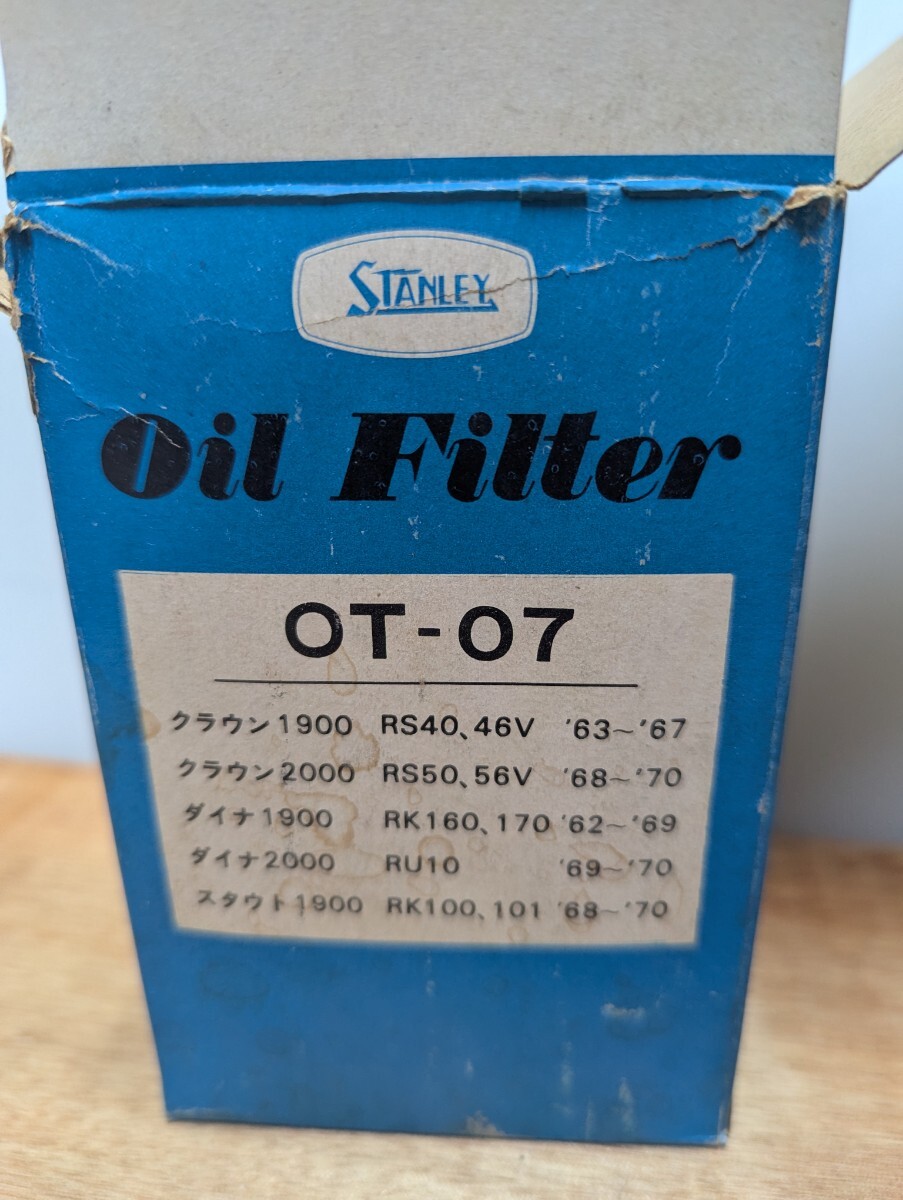 STANLEY
Oil Filter
OT-07
クラウン1900 RS40、46V '63~'67
クラウン2000 RS50、56V '68~'70
ダイナ1900 RK160、170 '62~'69
ダイナ2000 RU10 '69~'70
スタウト1900 RK100、101 '68~'70